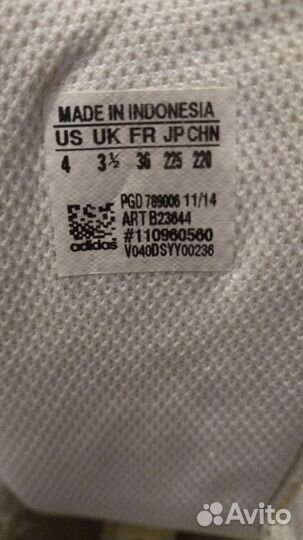 MADE IN INDONESIA
US UK FR JP CHN
4 3½ 36 225 220
PGD 789006 11/14
ART B23644
#110960560
V040DSYY00236
adidas
Avito